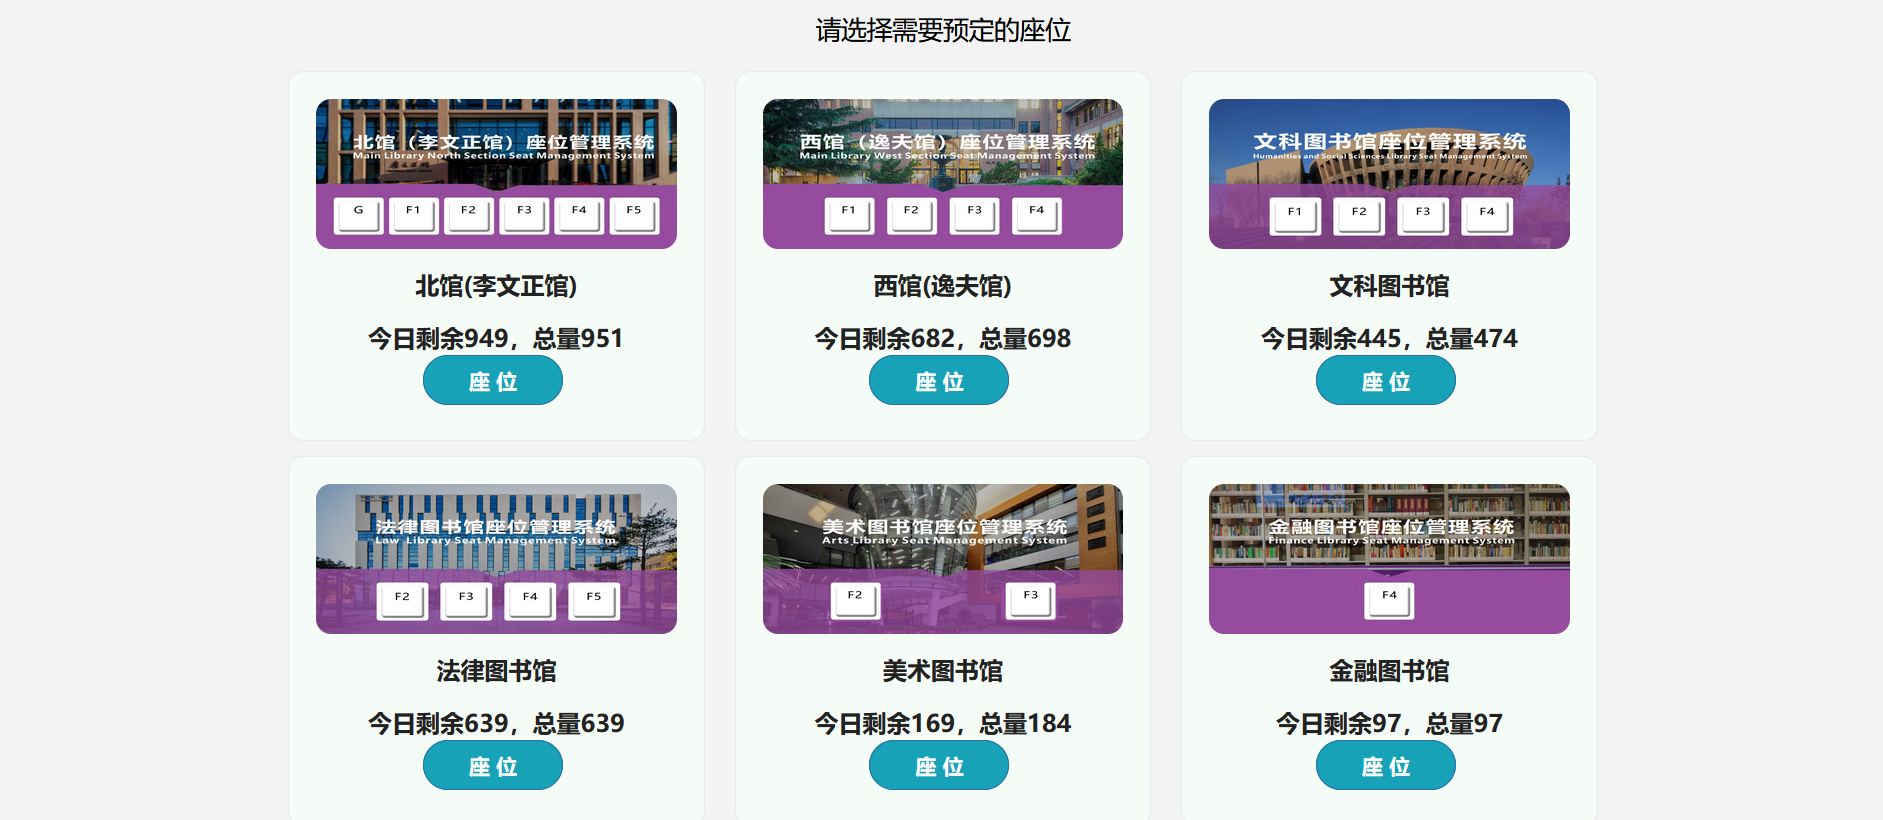 请选择需要预定的座位
北馆（李文正馆）座位管理系统
Main Library North Section Seat Management System
G F1 F2 F3 F4 F5
北馆(李文正馆)
今日剩余949，总量951
座 位
西馆（逸夫馆）座位管理系统
Main Library West Section Seat Management System
F1 F2 F3 F4
西馆(逸夫馆)
今日剩余682，总量698
座 位
文科图书馆座位管理系统
Humanities and Social Sciences Library Seat Management System
F1 F2 F3 F4
文科图书馆
今日剩余445，总量474
座 位
法律图书馆座位管理系统
Law Library Seat Management System
F2 F3 F4 F5
法律图书馆
今日剩余639，总量639
座 位
美术图书馆座位管理系统
Arts Library Seat Management System
F2 F3
美术图书馆
今日剩余169，总量184
座 位
金融图书馆座位管理系统
Finance Library Seat Management System
F4
金融图书馆
今日剩余97，总量97
座 位